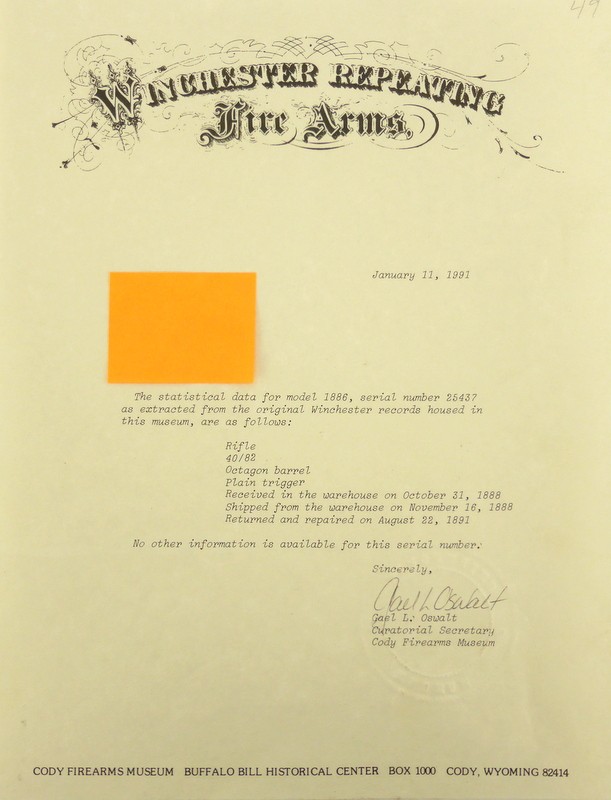 49
WINCHESTER REPEATING
Fire Arms,
January 11, 1991
The statistical data for model 1886, serial number 25437
as extracted from the original Winchester records housed in
this museum, are as follows:
Rifle
40/82
Octagon barrel
Plain trigger
Received in the warehouse on October 31, 1888
Shipped from the warehouse on November 16, 1888
Returned and repaired on August 22, 1891
No other information is available for this serial number.
Sincerely,
Gael L Oswalt
Gael L. Oswalt
Curatorial Secretary
Cody Firearms Museum
CODY FIREARMS MUSEUM BUFFALO BILL HISTORICAL CENTER BOX 1000 CODY, WYOMING 82414